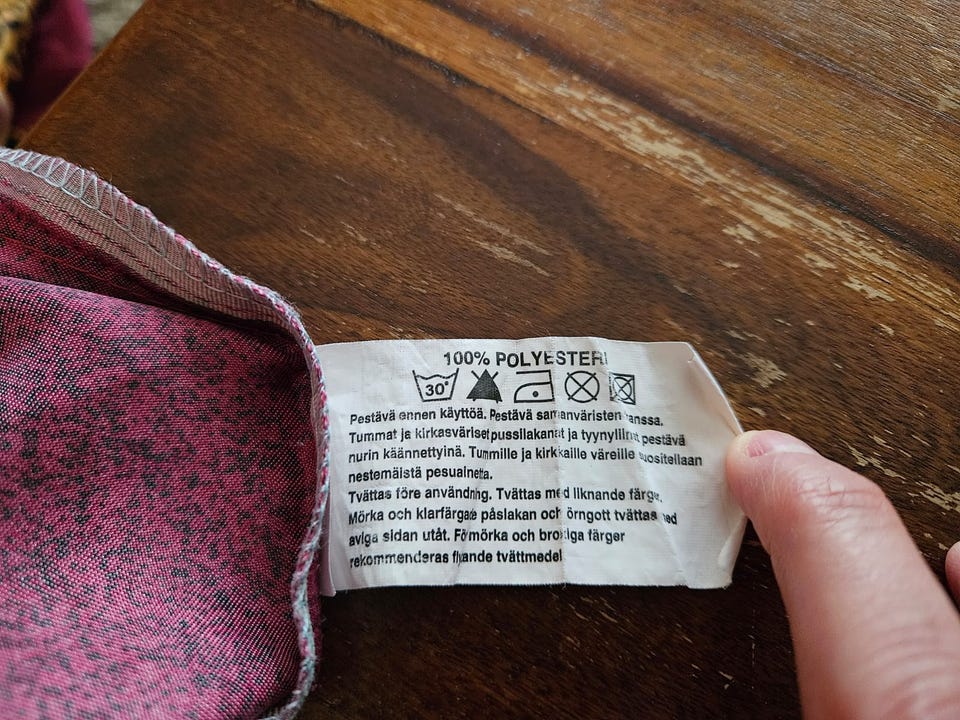 100% POLYESTERI
30°
Pestävä ennen käyttöä. Pestävä samanväristen kanssa.
Tummat ja kirkasväriset pussilakanat ja tyynyliinat pestävä
nurin käännettyinä. Tummille ja kirkkaille väreille suositellaan
nestemäistä pesuainetta.
Tvättas före användning. Tvättas med liknande färger.
Mörka och klarfärgade påslakan och örngott tvättas med
aviga sidan utåt. För mörka och brokiga färger
rekommenderas flytande tvättmedel